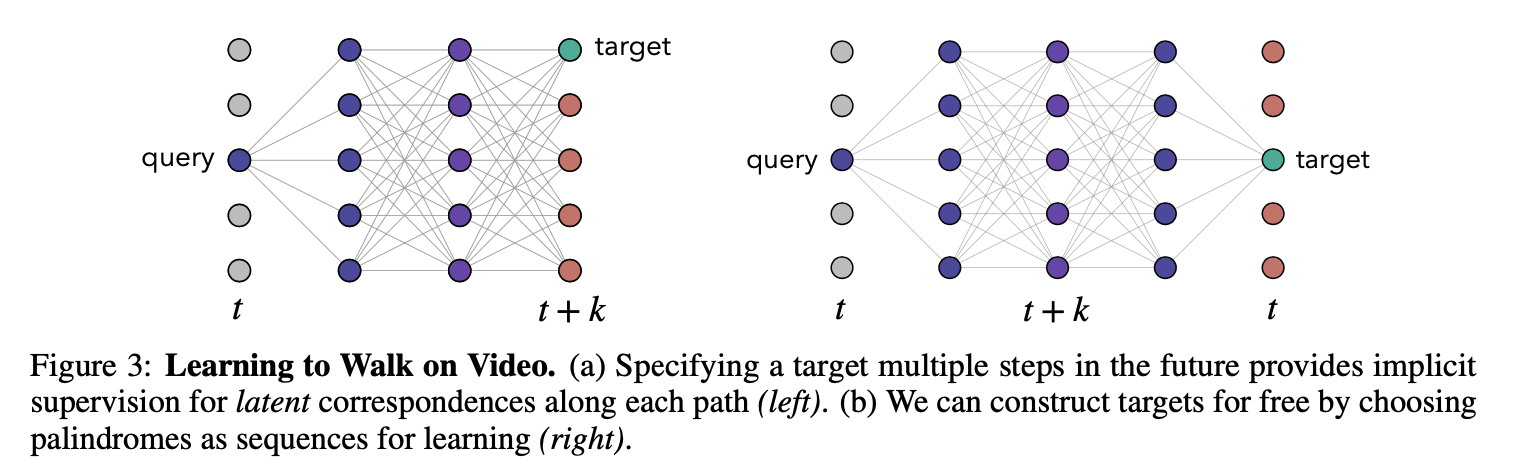 target
query
t
t + k
query
target
t
t + k
t
Figure 3: Learning to Walk on Video. (a) Specifying a target multiple steps in the future provides implicit
supervision for latent correspondences along each path (left). (b) We can construct targets for free by choosing
palindromes as sequences for learning (right).